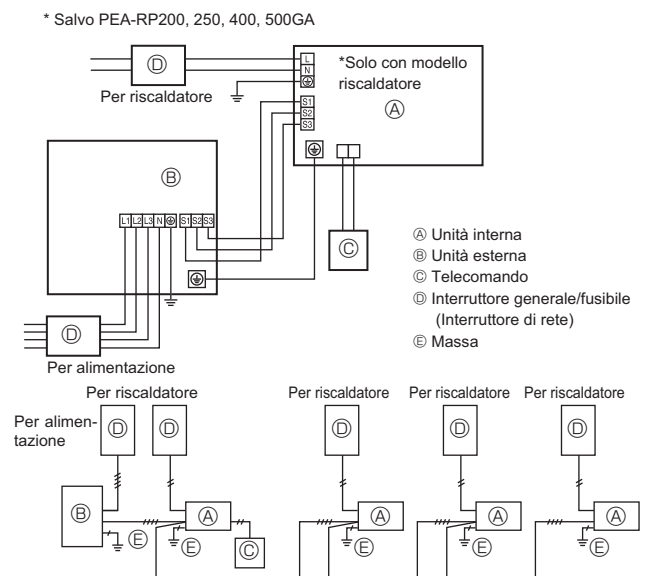 * Salvo PEA-RP200, 250, 400, 500GA
D
Per riscaldatore
L
N
*Solo con modello
riscaldatore
A
S1
S2
S3
B
L1 L2 L3 N S1 S2 S3
C
D
Per alimentazione
Ⓐ Unità interna
Ⓑ Unità esterna
Ⓒ Telecomando
Ⓓ Interruttore generale/fusibile
(Interruttore di rete)
Ⓔ Massa
Per riscaldatore Per riscaldatore Per riscaldatore Per riscaldatore
Per alimen-
tazione
Ⓓ Ⓓ Ⓓ Ⓓ Ⓓ
Ⓑ Ⓐ Ⓐ Ⓐ Ⓐ
Ⓔ Ⓔ Ⓒ Ⓔ Ⓔ Ⓔ